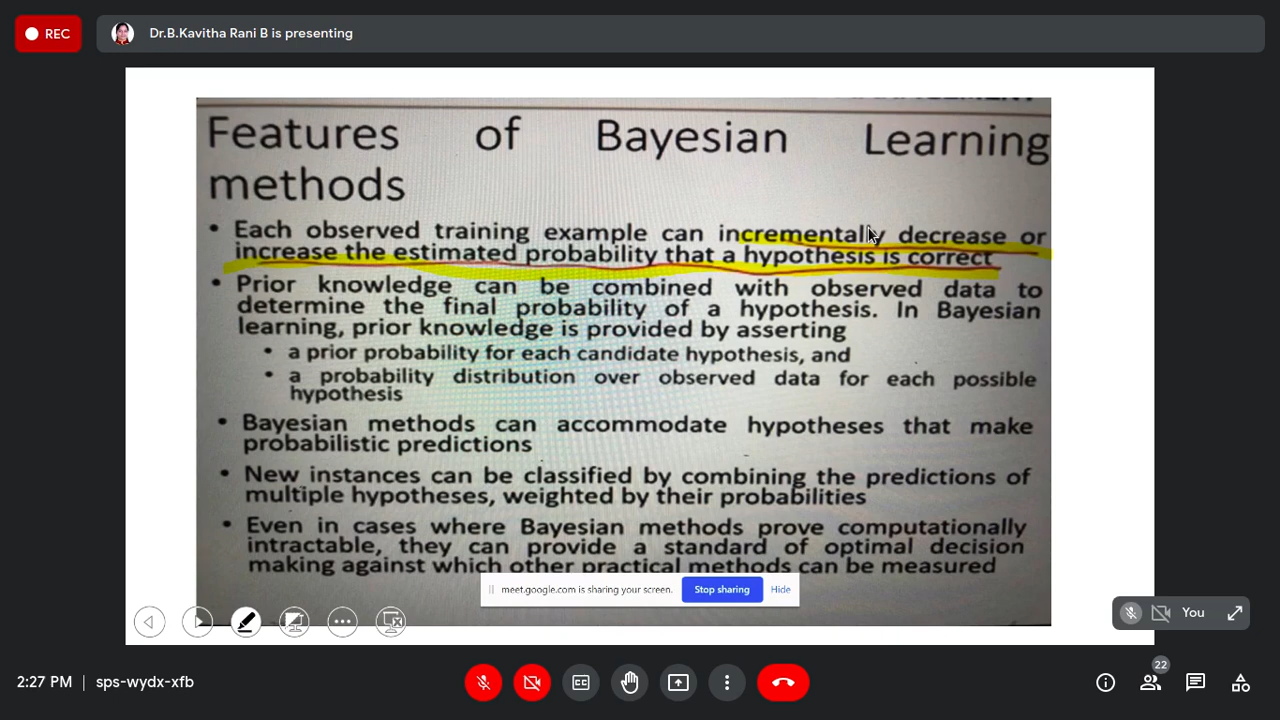 REC
Dr.B.Kavitha Rani B is presenting
Features of Bayesian Learning
methods
• Each observed training example can incrementally decrease or
increase the estimated probability that a hypothesis is correct
• Prior knowledge can be combined with observed data to
determine the final probability of a hypothesis. In Bayesian
learning, prior knowledge is provided by asserting
• a prior probability for each candidate hypothesis, and
• a probability distribution over observed data for each possible
hypothesis
• Bayesian methods can accommodate hypotheses that make
probabilistic predictions
• New instances can be classified by combining the predictions of
multiple hypotheses, weighted by their probabilities
• Even in cases where Bayesian methods prove computationally
intractable, they can provide a standard of optimal decision
making against which other practical methods can be measured
meet.google.com is sharing your screen. Stop sharing Hide
You
22
2:27 PM | sps-wydx-xfb
CC